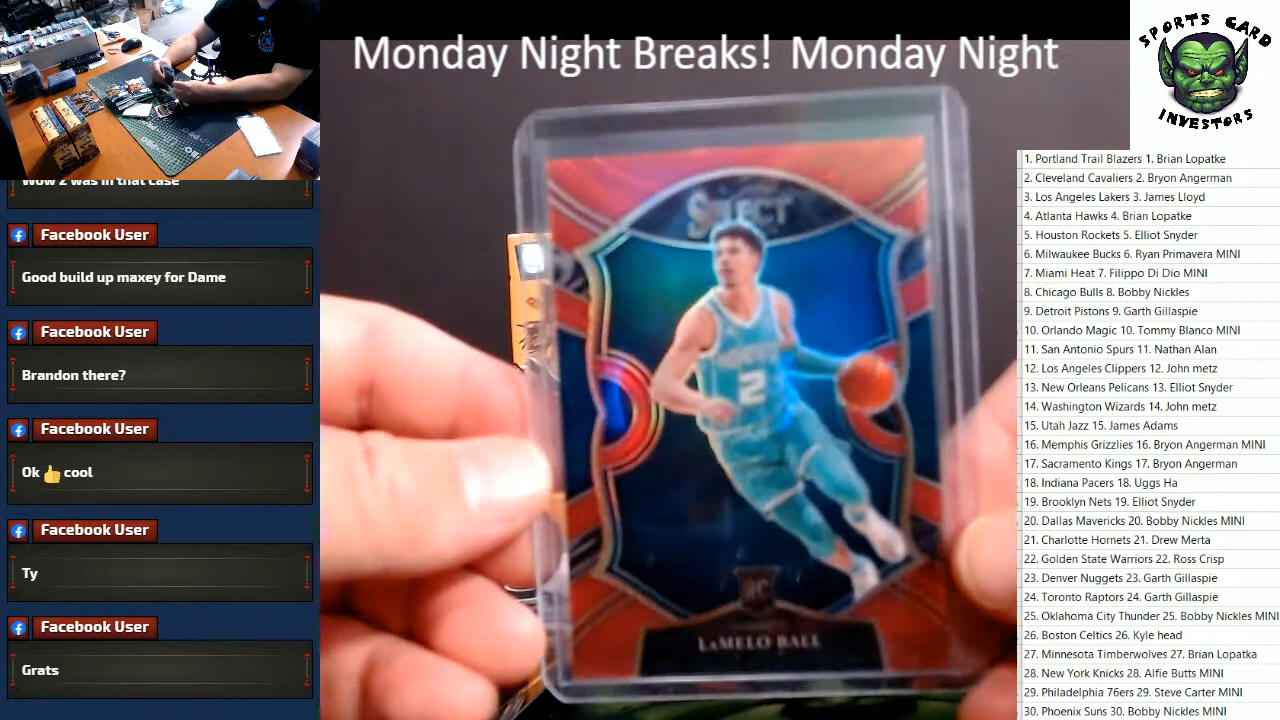 Monday Night Breaks! Monday Night
SPORTS CARD
INVESTORS
Wow 2 was in that case
Facebook User
Good build up maxey for Dame
Facebook User
Brandon there?
Facebook User
Ok 👍 cool
Facebook User
Ty
Facebook User
Grats
SELECT
2
RC
LaMELO BALL
1. Portland Trail Blazers 1. Brian Lopatke
2. Cleveland Cavaliers 2. Bryon Angerman
3. Los Angeles Lakers 3. James Lloyd
4. Atlanta Hawks 4. Brian Lopatke
5. Houston Rockets 5. Elliot Snyder
6. Milwaukee Bucks 6. Ryan Primavera MINI
7. Miami Heat 7. Filippo Di Dio MINI
8. Chicago Bulls 8. Bobby Nickles
9. Detroit Pistons 9. Garth Gillaspie
10. Orlando Magic 10. Tommy Blanco MINI
11. San Antonio Spurs 11. Nathan Alan
12. Los Angeles Clippers 12. John metz
13. New Orleans Pelicans 13. Elliot Snyder
14. Washington Wizards 14. John metz
15. Utah Jazz 15. James Adams
16. Memphis Grizzlies 16. Bryon Angerman MINI
17. Sacramento Kings 17. Bryon Angerman
18. Indiana Pacers 18. Uggs Ha
19. Brooklyn Nets 19. Elliot Snyder
20. Dallas Mavericks 20. Bobby Nickles MINI
21. Charlotte Hornets 21. Drew Merta
22. Golden State Warriors 22. Ross Crisp
23. Denver Nuggets 23. Garth Gillaspie
24. Toronto Raptors 24. Garth Gillaspie
25. Oklahoma City Thunder 25. Bobby Nickles MINI
26. Boston Celtics 26. Kyle head
27. Minnesota Timberwolves 27. Brian Lopatka
28. New York Knicks 28. Alfie Butts MINI
29. Philadelphia 76ers 29. Steve Carter MINI
30. Phoenix Suns 30. Bobby Nickles MINI